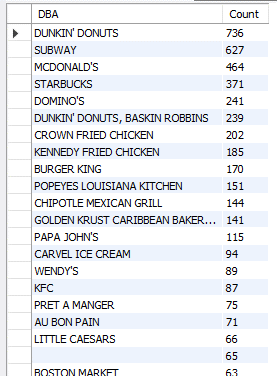 DBA Count
DUNKIN' DONUTS 736
SUBWAY 627
MCDONALD'S 464
STARBUCKS 371
DOMINO'S 241
DUNKIN' DONUTS, BASKIN ROBBINS 239
CROWN FRIED CHICKEN 202
KENNEDY FRIED CHICKEN 185
BURGER KING 170
POPEYES LOUISIANA KITCHEN 151
CHIPOTLE MEXICAN GRILL 144
GOLDEN KRUST CARIBBEAN BAKER... 141
PAPA JOHN'S 115
CARVEL ICE CREAM 94
WENDY'S 89
KFC 87
PRET A MANGER 75
AU BON PAIN 71
LITTLE CAESARS 66
65
BOSTON MARKET 63